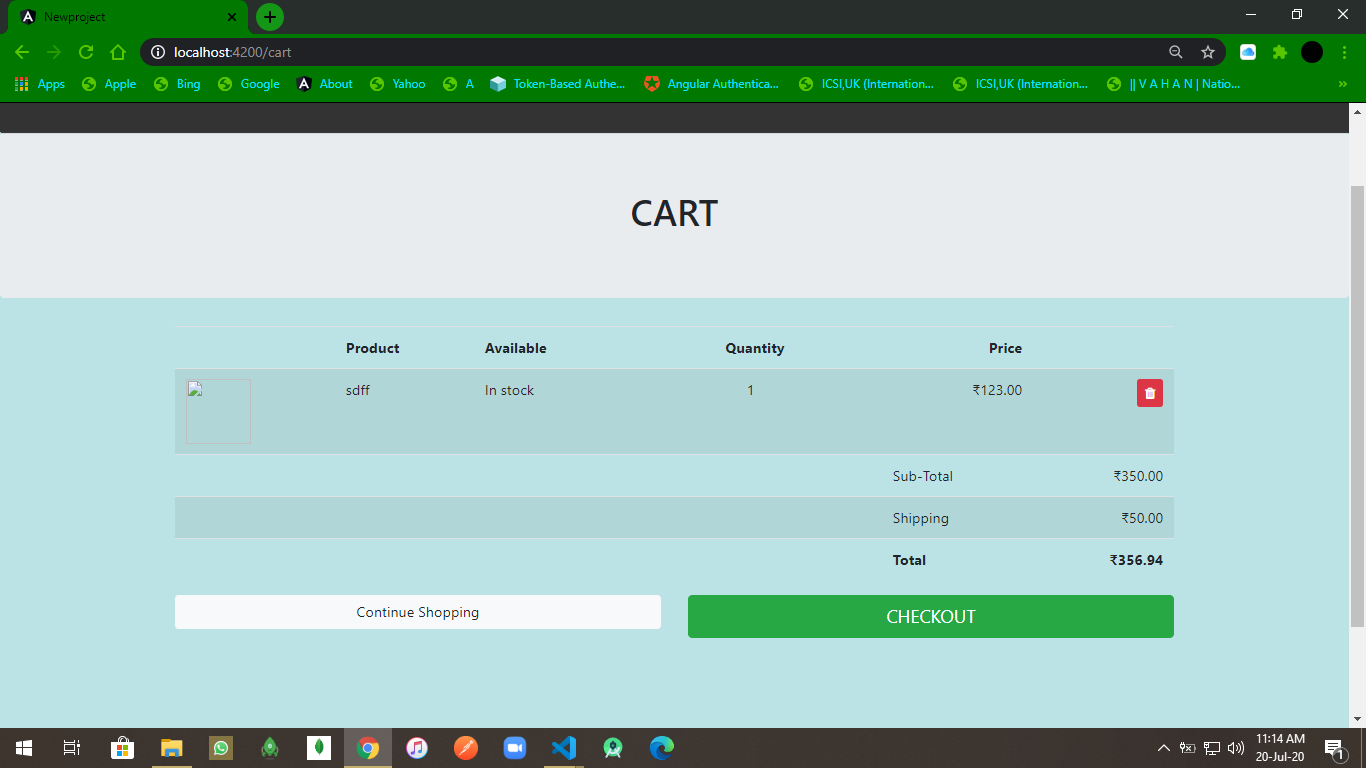 Newproject
localhost:4200/cart
Apps Apple Bing Google About Yahoo A Token-Based Authe... Angular Authentica... ICSI,UK (Internation... ICSI,UK (Internation... || V A H A N | Natio... »
CART
Product Available Quantity Price
sdff In stock 1 ₹123.00
Sub-Total ₹350.00
Shipping ₹50.00
Total ₹356.94
Continue Shopping CHECKOUT
11:14 AM
20-Jul-20
1